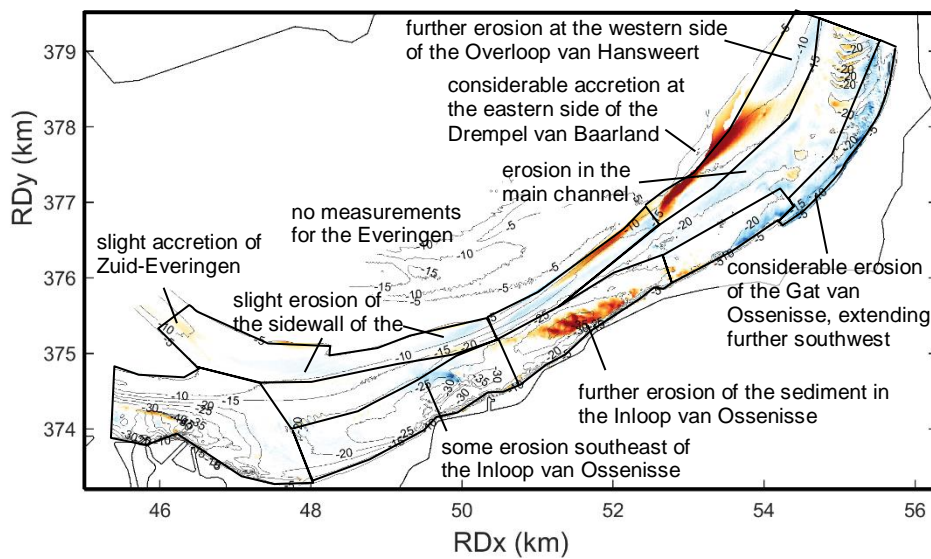 further erosion at the western side
of the Overloop van Hansweert
considerable accretion at
the eastern side of the
Drempel van Baarland
erosion in the
main channel
no measurements
for the Everingen
slight accretion of
Zuid-Everingen
slight erosion of
the sidewall of the
considerable erosion
of the Gat van
Ossenisse, extending
further southwest
further erosion of the sediment in
the Inloop van Ossenisse
some erosion southeast of
the Inloop van Ossenisse
379
378
377
376
375
374
RDy (km)
46 48 50 52 54 56
RDx (km)